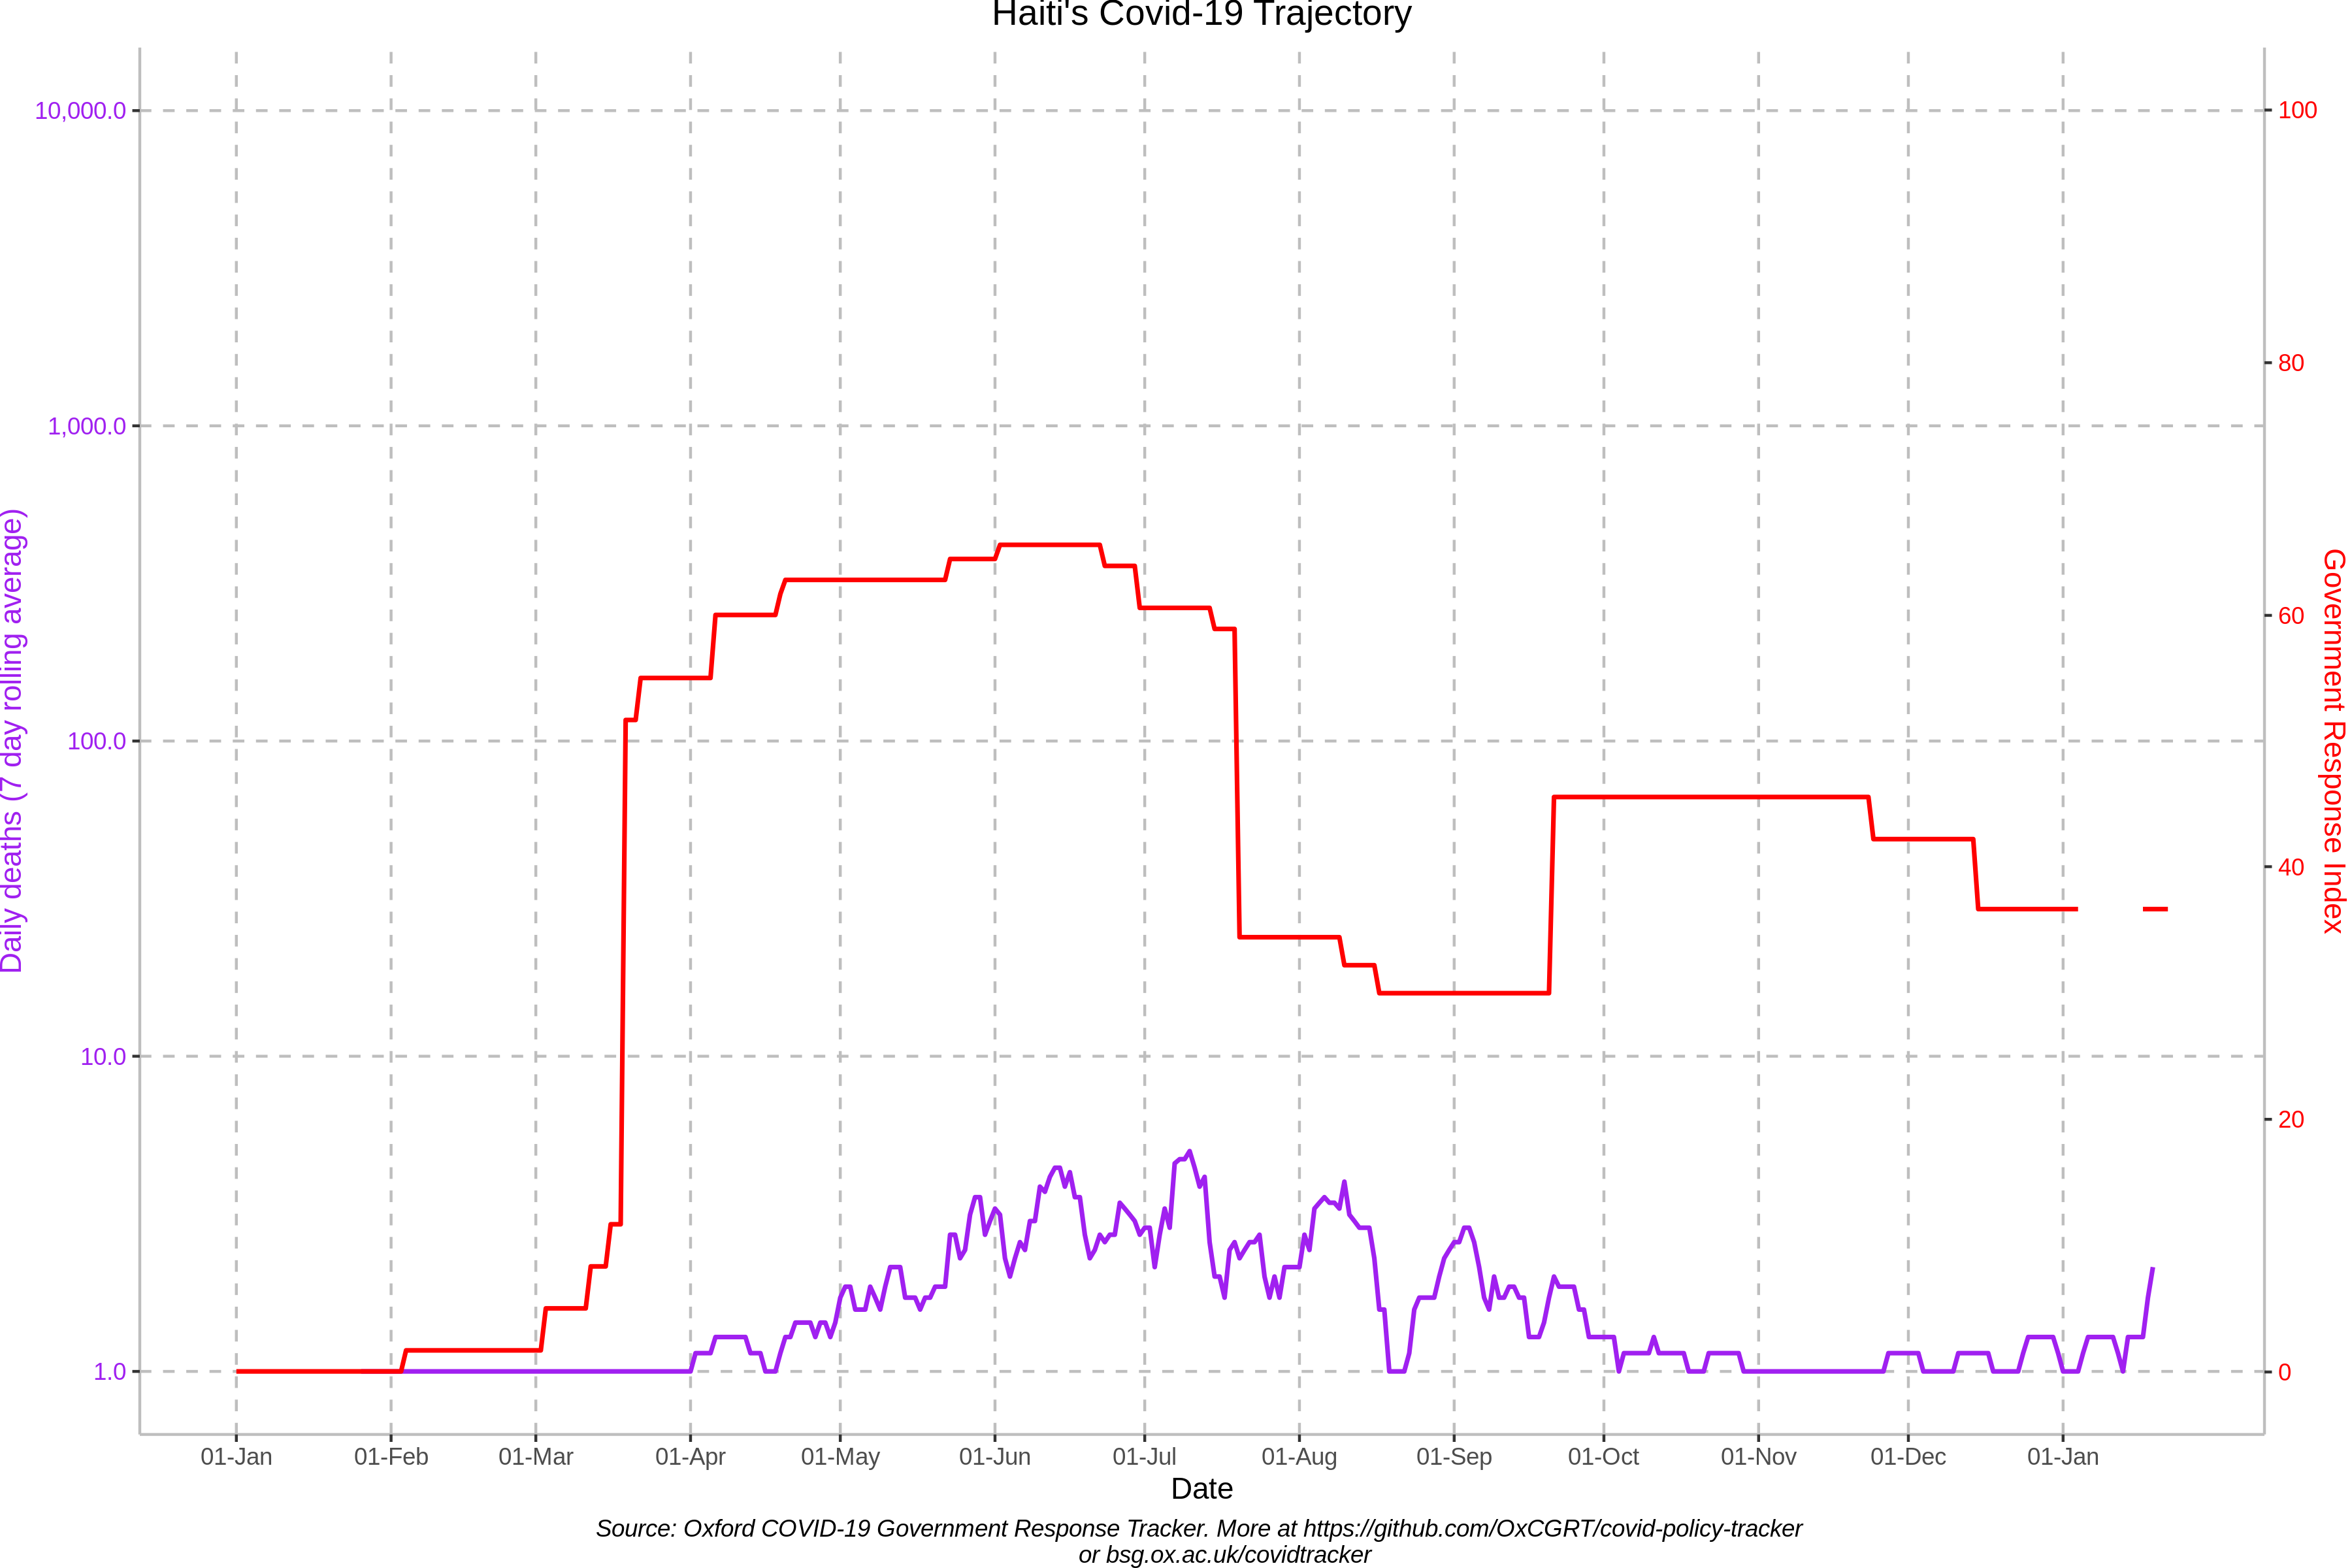 Haiti's Covid-19 Trajectory
10,000.0
1,000.0
100.0
10.0
1.0
Daily deaths (7 day rolling average)
100
80
60
40
20
0
Government Response Index
01-Jan
01-Feb
01-Mar
01-Apr
01-May
01-Jun
01-Jul
01-Aug
01-Sep
01-Oct
01-Nov
01-Dec
01-Jan
Date
Source: Oxford COVID-19 Government Response Tracker. More at https://github.com/OxCGRT/covid-policy-tracker
or bsg.ox.ac.uk/covidtracker